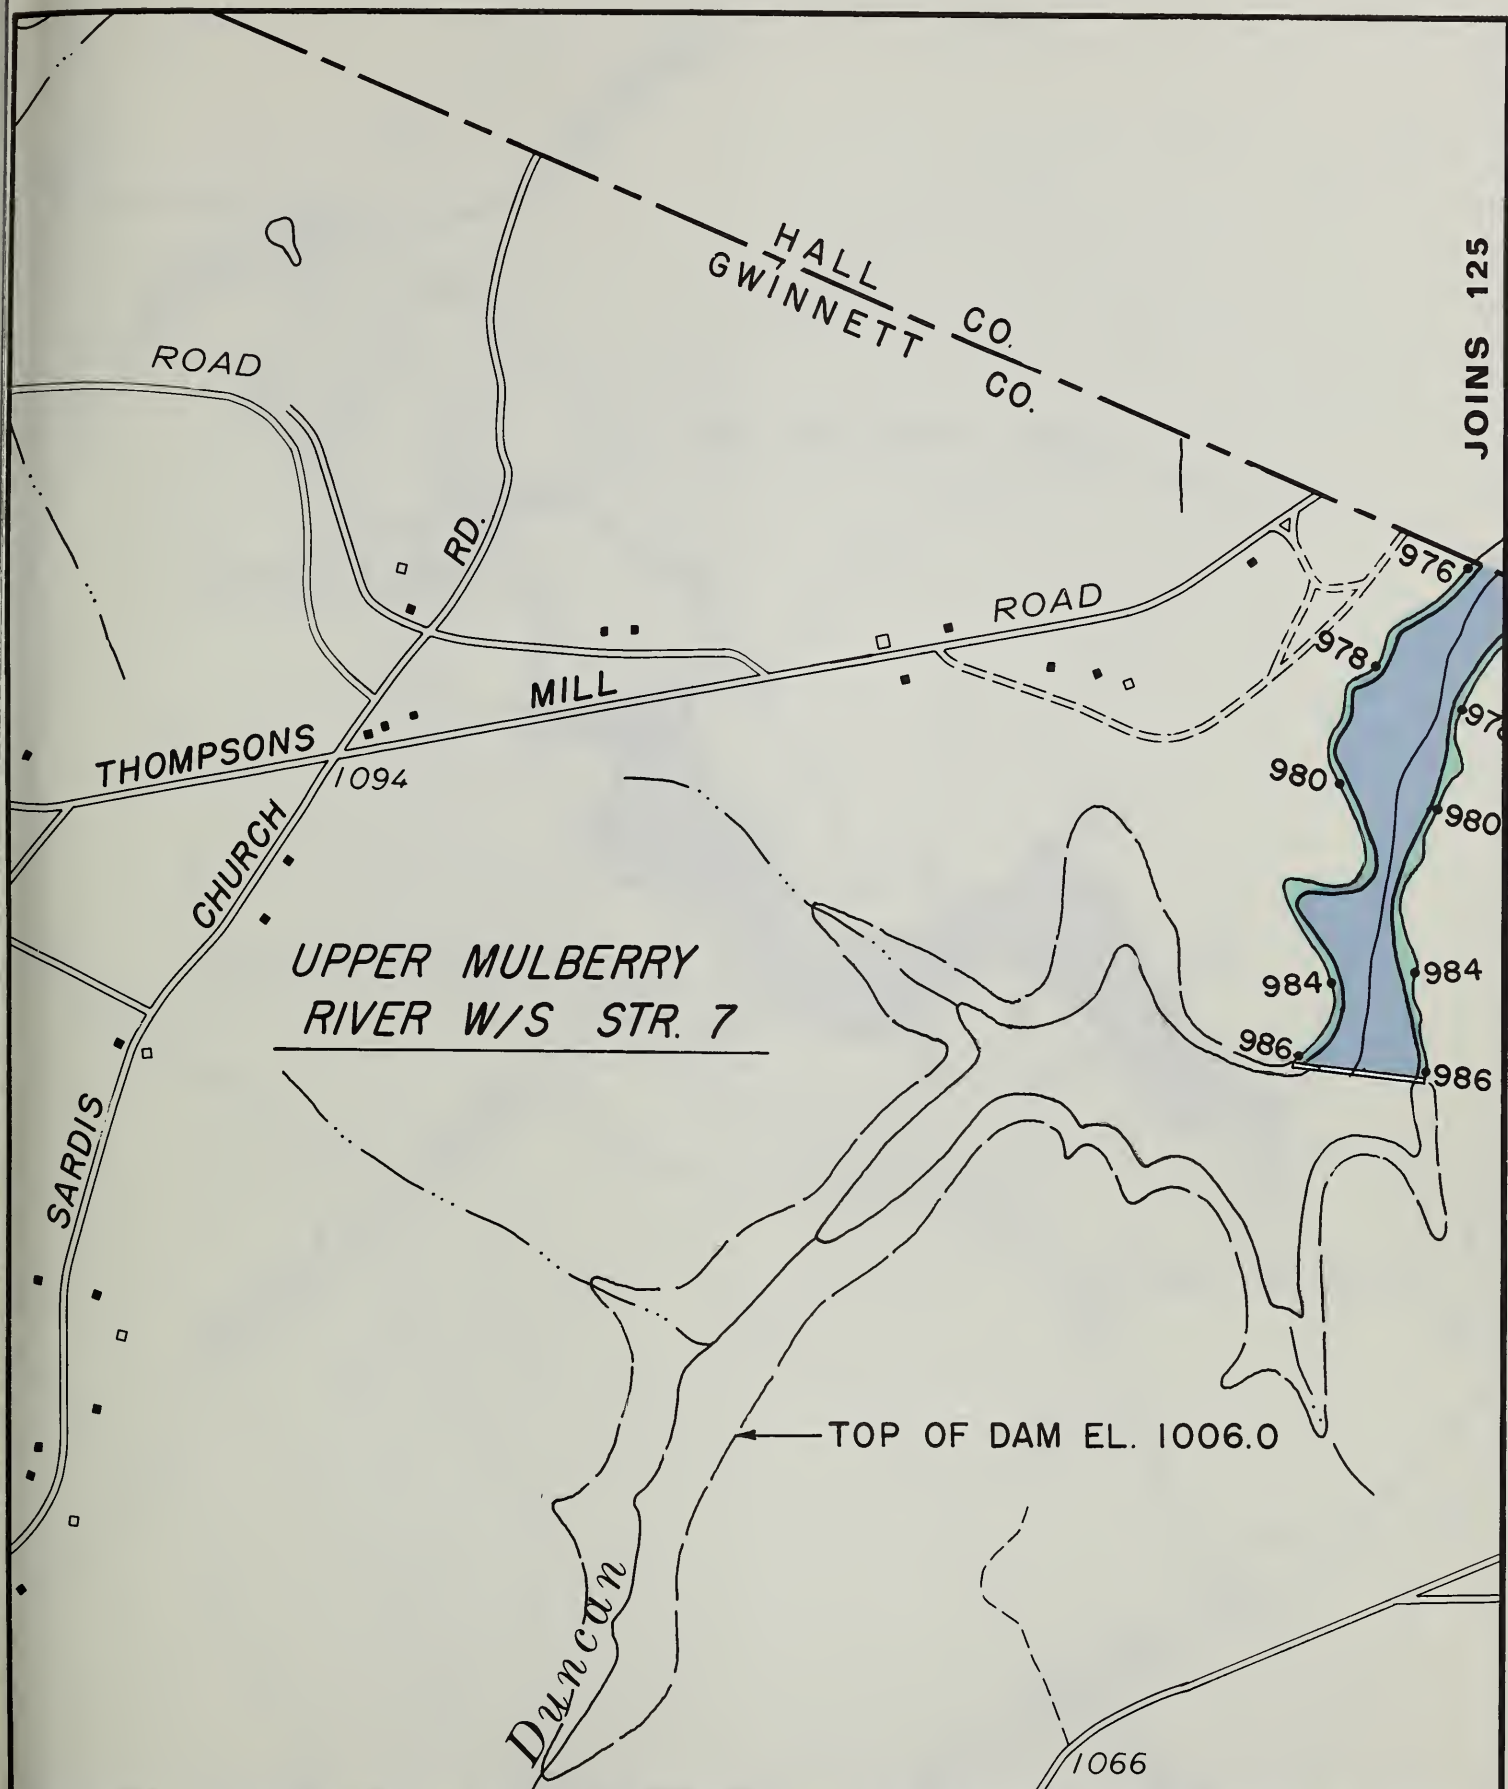 HALL CO.
GWINNETT CO.
JOINS 125
ROAD
RD.
976
ROAD
978
978
MILL
THOMPSONS
1094
980
980
CHURCH
UPPER MULBERRY
RIVER W/S STR. 7
984
984
986
986
SARDIS
TOP OF DAM EL. 1006.0
Duncan
1066